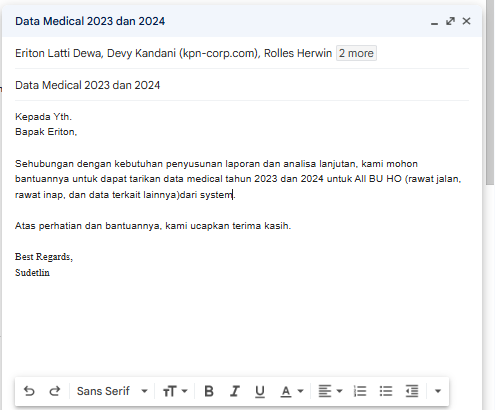 Data Medical 2023 dan 2024
Eriton Latti Dewa, Devy Kandani (kpn-corp.com), Rolles Herwin 2 more
Data Medical 2023 dan 2024
Kepada Yth.
Bapak Eriton,
Sehubungan dengan kebutuhan penyusunan laporan dan analisa lanjutan, kami mohon
bantuannya untuk dapat tarikan data medical tahun 2023 dan 2024 untuk All BU HO (rawat jalan,
rawat inap, dan data terkait lainnya)dari system.
Atas perhatian dan bantuannya, kami ucapkan terima kasih.
Best Regards,
Sudetlin
Sans Serif